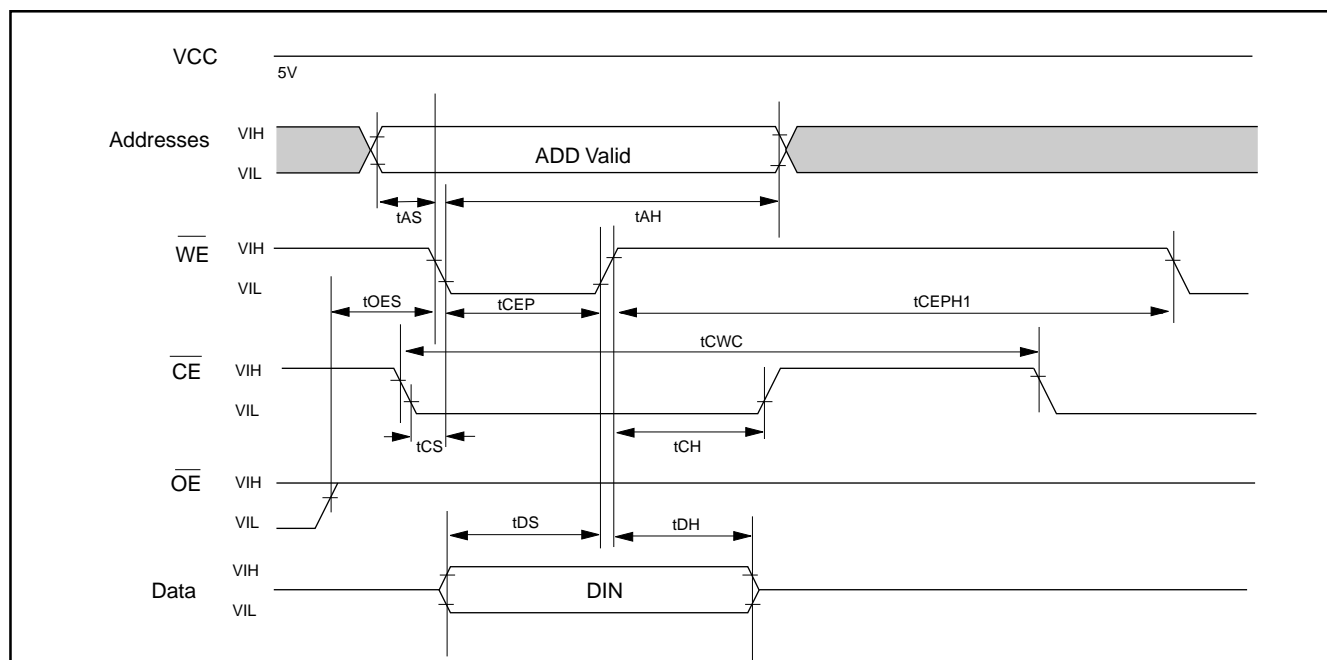 VCC
5V
Addresses
VIH
VIL
ADD Valid
tAS
tAH
WE
VIH
VIL
tOES
tCEP
tCEPH1
tCWC
CE
VIH
VIL
tCS
tCH
OE
VIH
VIL
tDS
tDH
Data
VIH
VIL
DIN